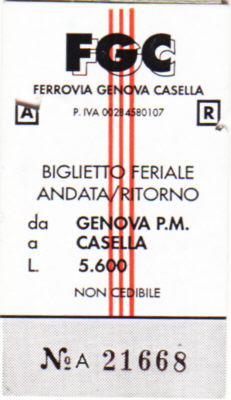 FGC
FERROVIA GENOVA CASELLA
P. IVA 00284580107
A R
BIGLIETTO FERIALE
ANDATA/RITORNO
da GENOVA P.M.
a CASELLA
L. 5.600
NON CEDIBILE
No A 21668